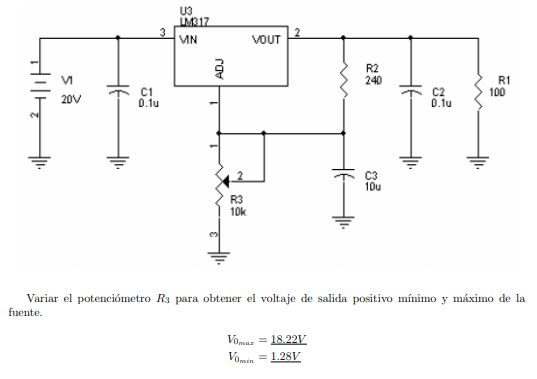 U3
LM317
3
VIN
VOUT
2
ADJ
1
1
V1
20V
2
C1
0.1u
R2
240
C2
0.1u
R1
100
1
2
R3
10k
3
C3
10u
Variar el potenciómetro R₃ para obtener el voltaje de salida positivo mínimo y máximo de la
fuente.
V₀ₘₐₓ = 18.22V
V₀ₘᵢₙ = 1.28V